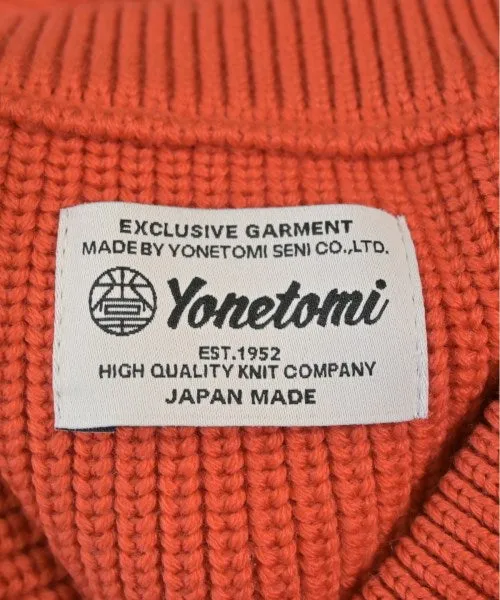 EXCLUSIVE GARMENT
MADE BY YONETOMI SENI CO.,LTD.
Yonetomi
EST.1952
HIGH QUALITY KNIT COMPANY
JAPAN MADE